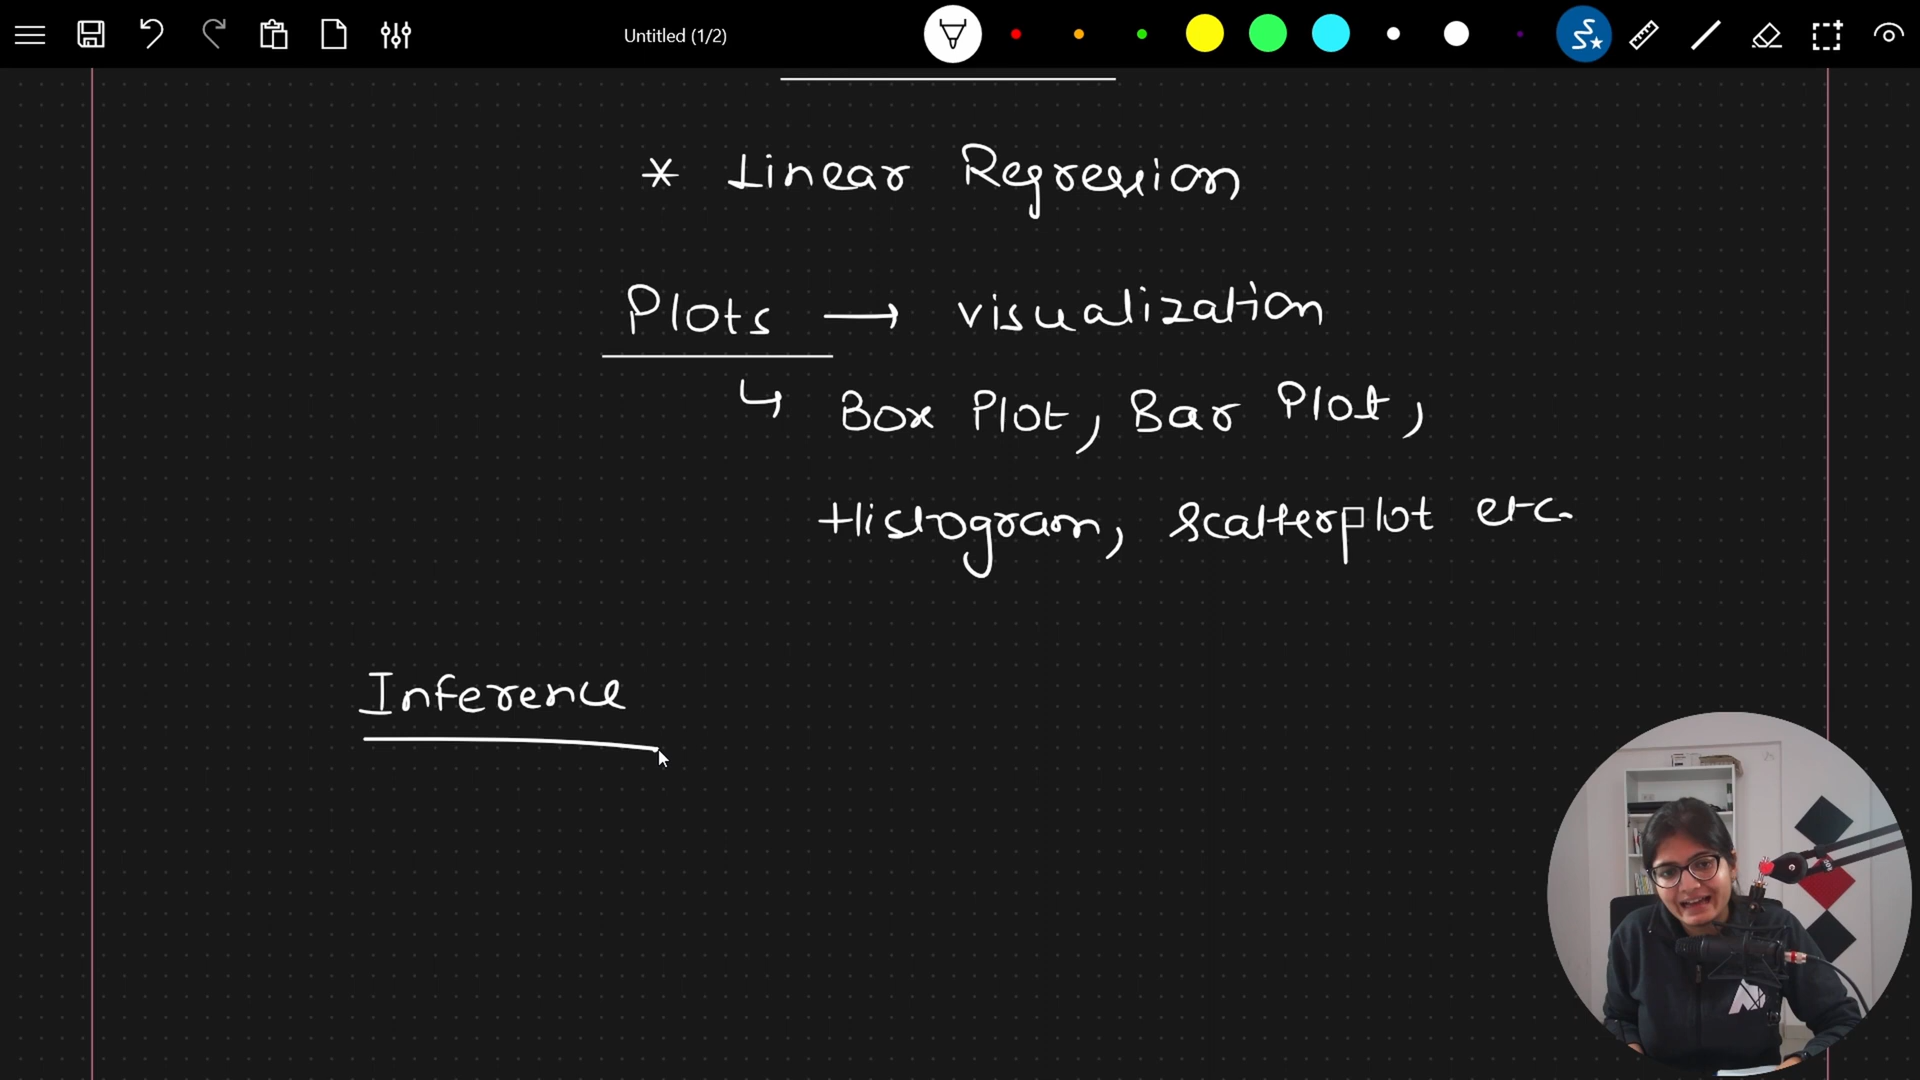 Untitled (1/2)
* Linear Regression
Plots → visualization
↳ Box Plot, Bar Plot,
Histogram, scatterplot etc.
Inference